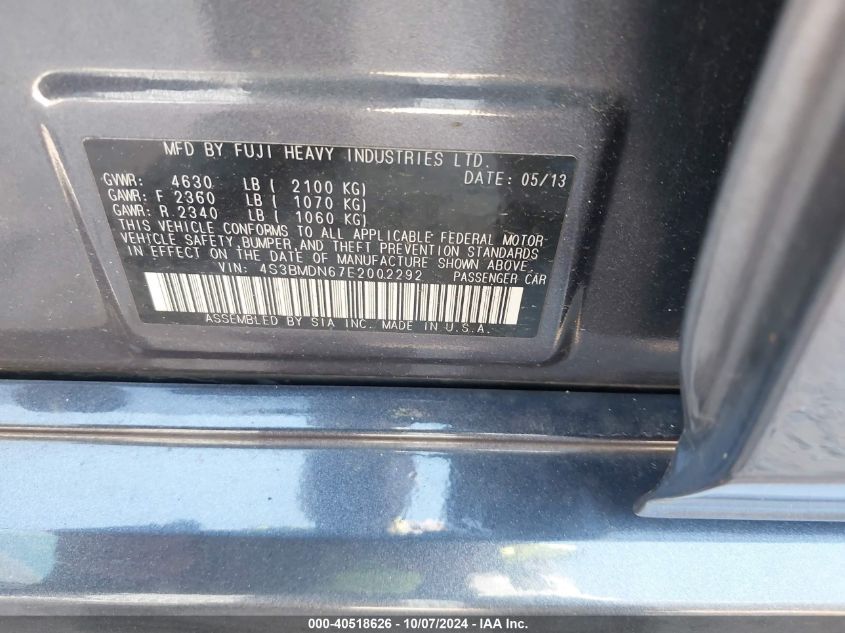 MFD BY FUJI HEAVY INDUSTRIES LTD.
GVWR: 4630 LB ( 2100 KG) DATE: 05/13
GAWR: F 2360 LB ( 1070 KG)
GAWR: R 2340 LB ( 1060 KG)
THIS VEHICLE CONFORMS TO ALL APPLICABLE FEDERAL MOTOR
VEHICLE SAFETY, BUMPER, AND THEFT PREVENTION STANDARDS
IN EFFECT ON THE DATE OF MANUFACTURE SHOWN ABOVE.
VIN: 4S3BMDN67E2002292 PASSENGER CAR
ASSEMBLED BY SIA INC. MADE IN U.S.A.
000-40518626 - 10/07/2024 - IAA Inc.